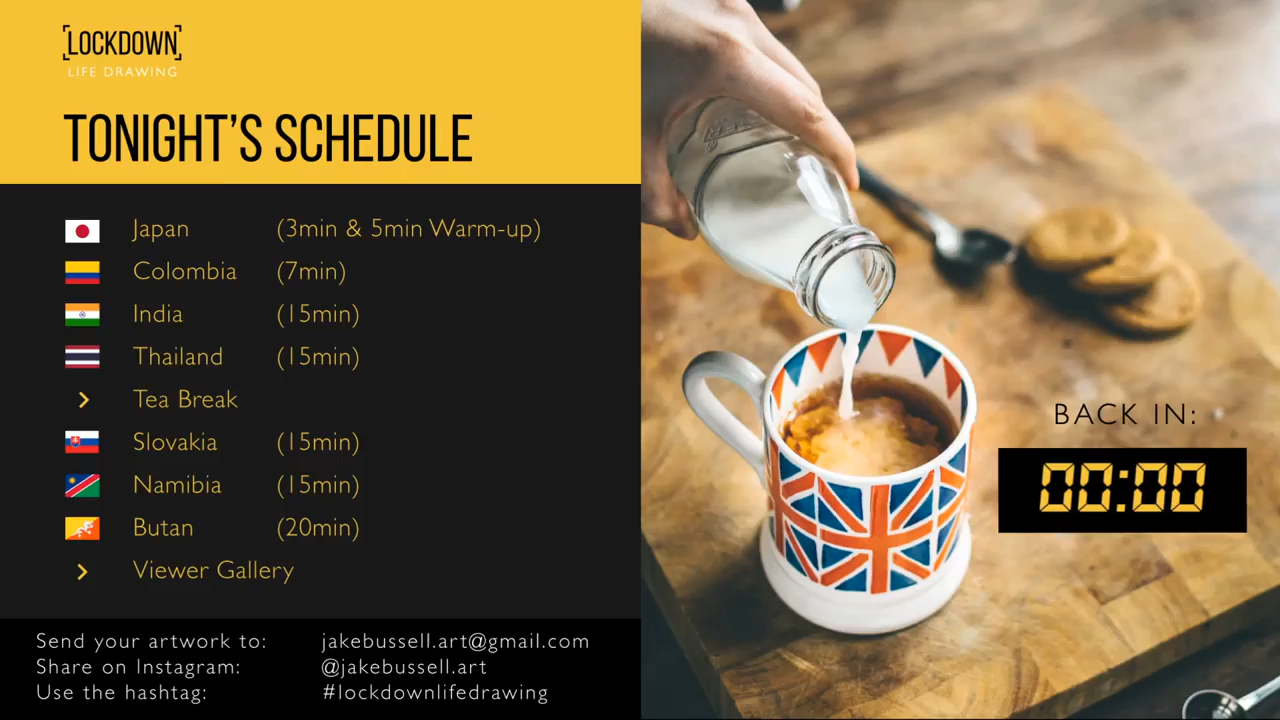 LOCKDOWN
LIFE DRAWING
TONIGHT'S SCHEDULE
Japan (3min & 5min Warm-up)
Colombia (7min)
India (15min)
Thailand (15min)
Tea Break
Slovakia (15min)
Namibia (15min)
Butan (20min)
Viewer Gallery
Send your artwork to: jakebussell.art@gmail.com
Share on Instagram: @jakebussell.art
Use the hashtag: #lockdownlifedrawing
BACK IN:
00:00